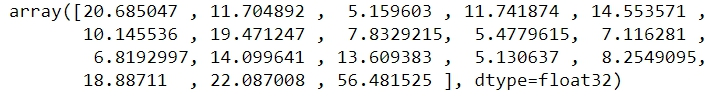 array([20.685047 , 11.704892 , 5.159603 , 11.741874 , 14.553571 ,
10.145536 , 19.471247 , 7.8329215, 5.4779615, 7.116281 ,
6.8192997, 14.099641 , 13.609383 , 5.130637 , 8.2549095,
18.88711 , 22.087008 , 56.481525 ], dtype=float32)